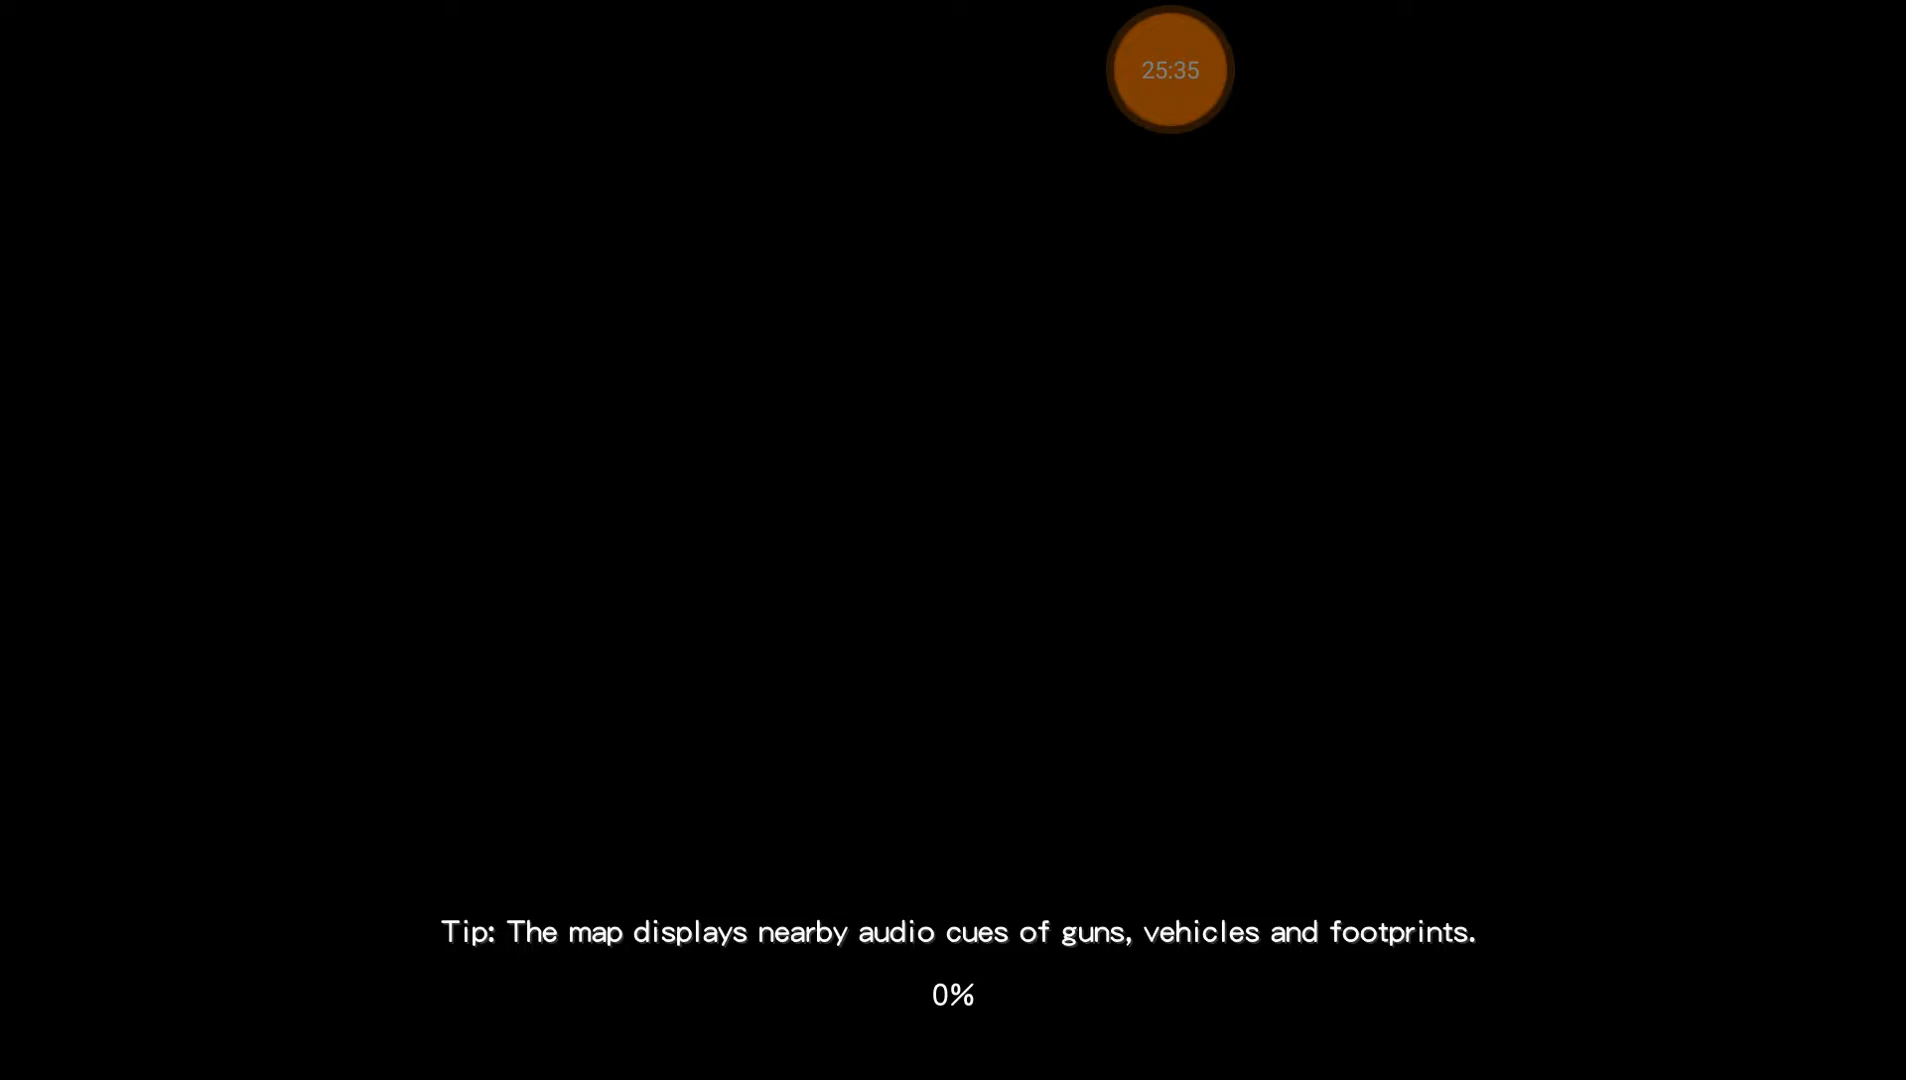 25:35
Tip: The map displays nearby audio cues of guns, vehicles and footprints.
0%